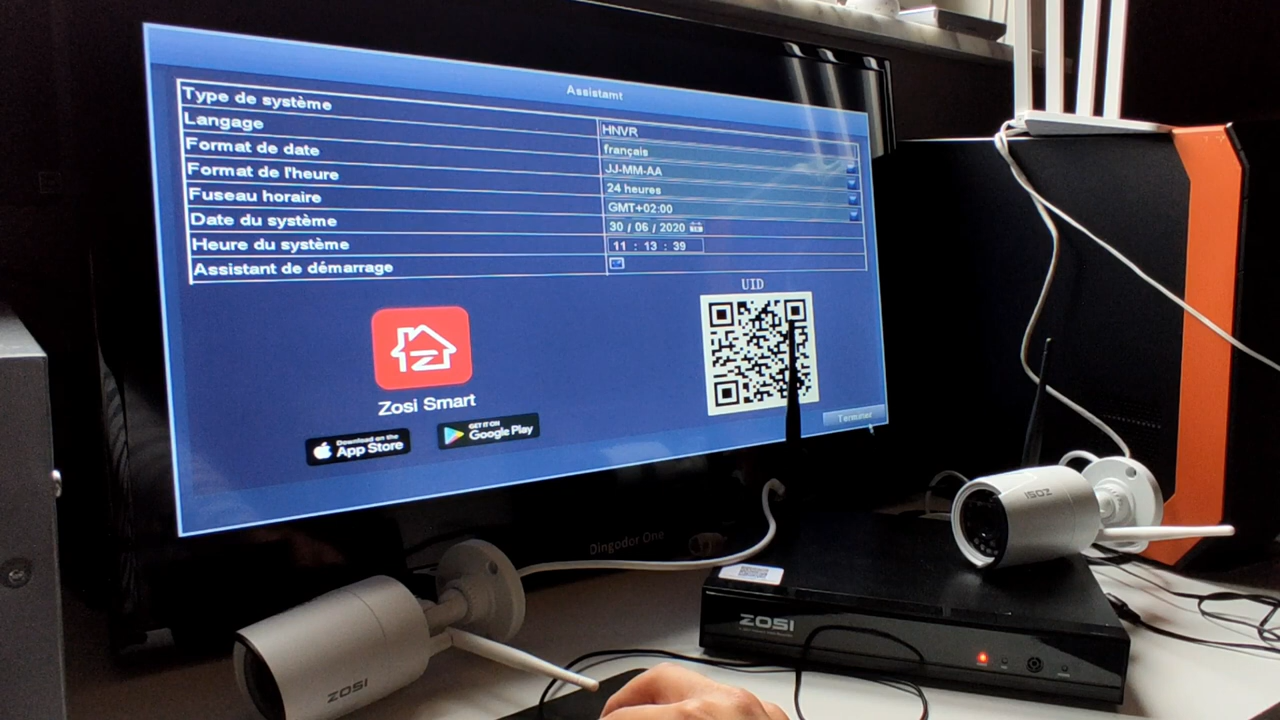 Assistamt
Type de système HNVR
Langage français
Format de date JJ-MM-AA
Format de l'heure 24 heures
Fuseau horaire GMT+02:00
Date du système 30 / 06 / 2020
Heure du système 11 : 13 : 39
Assistant de démarrage
UID
Zosi Smart
Download on the
App Store
GET IT ON
Google Play
Terminer
Dingodor One
ZOSI
ZOSI
ZOSI